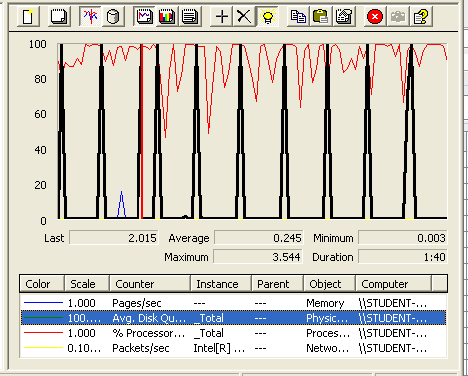 100
80
60
40
20
0
Last 2.015 Average 0.245 Minimum 0.003
Maximum 3.544 Duration 1:40
Color Scale Counter Instance Parent Object Computer
1.000 Pages/sec --- --- Memory \\STUDENT-...
100.... Avg. Disk Qu... _Total --- Physic... \\STUDENT-...
1.000 % Processor... _Total --- Proces... \\STUDENT-...
0.10... Packets/sec Intel[R] ... --- Netwo... \\STUDENT-...